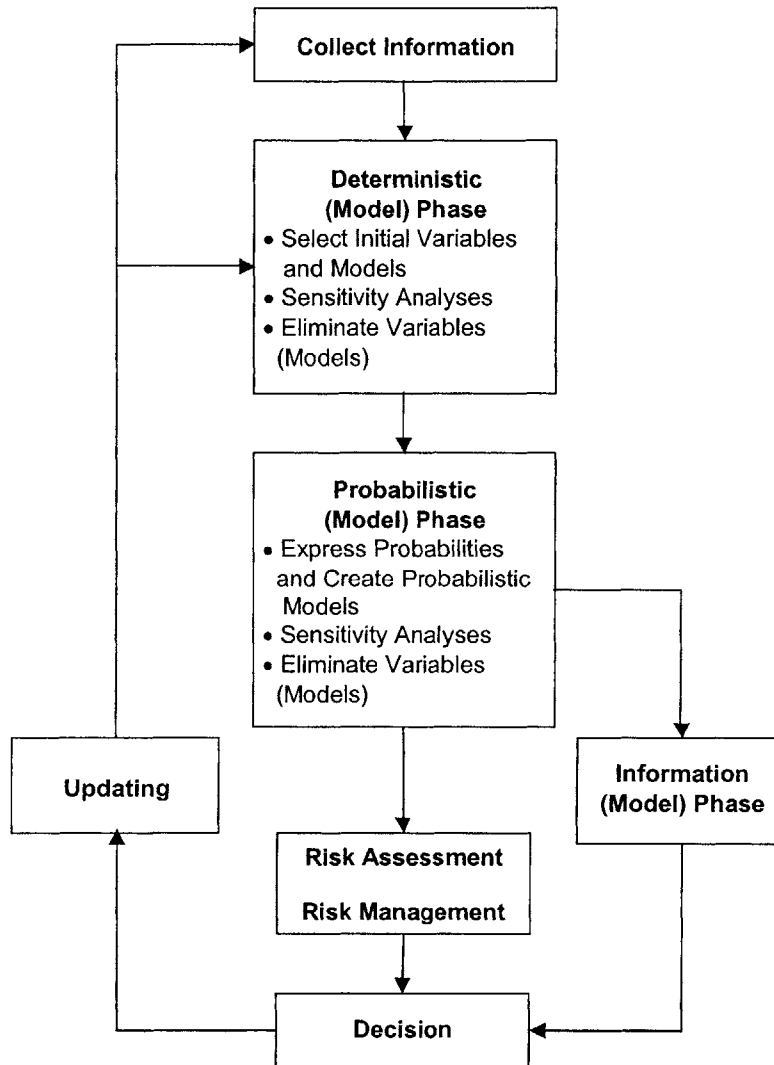 Collect Information
Deterministic
(Model) Phase
• Select Initial Variables
and Models
• Sensitivity Analyses
• Eliminate Variables
(Models)
Probabilistic
(Model) Phase
• Express Probabilities
and Create Probabilistic
Models
• Sensitivity Analyses
• Eliminate Variables
(Models)
Updating
Information
(Model) Phase
Risk Assessment
Risk Management
Decision